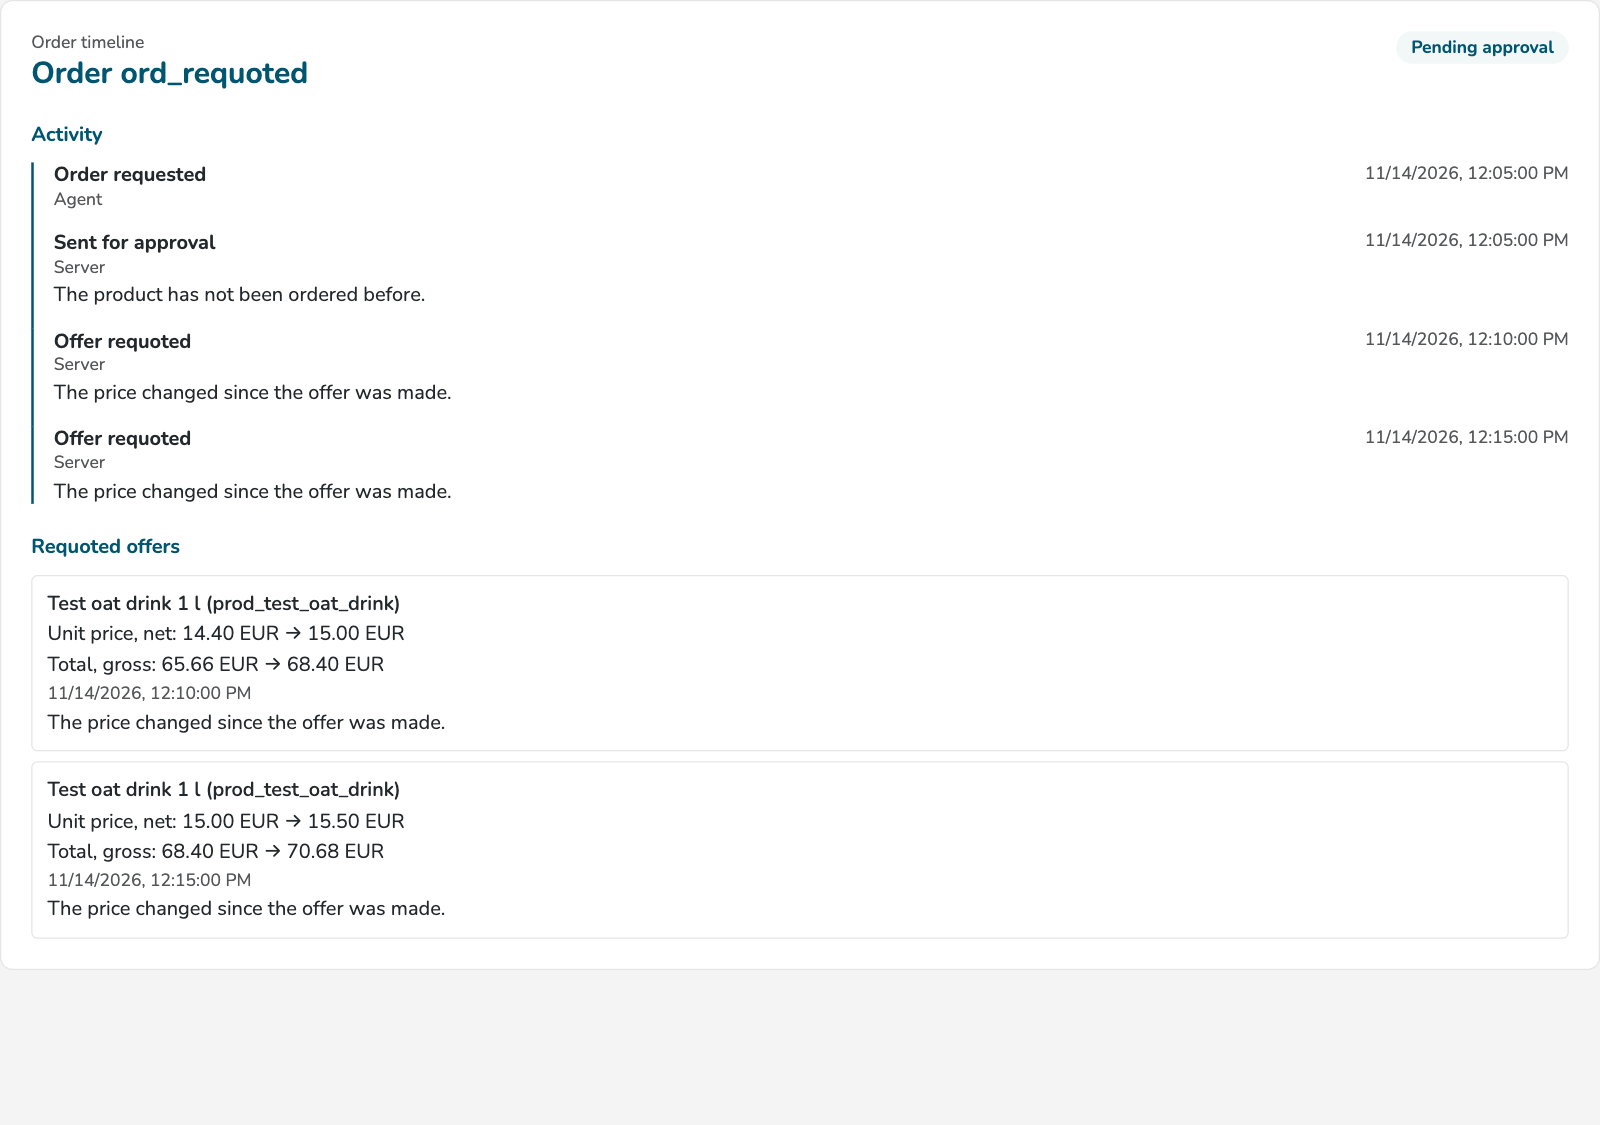 Order timeline
Order ord_requoted
Pending approval
Activity
Order requested
11/14/2026, 12:05:00 PM
Agent
Sent for approval
11/14/2026, 12:05:00 PM
Server
The product has not been ordered before.
Offer requoted
11/14/2026, 12:10:00 PM
Server
The price changed since the offer was made.
Offer requoted
11/14/2026, 12:15:00 PM
Server
The price changed since the offer was made.
Requoted offers
Test oat drink 1 l (prod_test_oat_drink)
Unit price, net: 14.40 EUR → 15.00 EUR
Total, gross: 65.66 EUR → 68.40 EUR
11/14/2026, 12:10:00 PM
The price changed since the offer was made.
Test oat drink 1 l (prod_test_oat_drink)
Unit price, net: 15.00 EUR → 15.50 EUR
Total, gross: 68.40 EUR → 70.68 EUR
11/14/2026, 12:15:00 PM
The price changed since the offer was made.